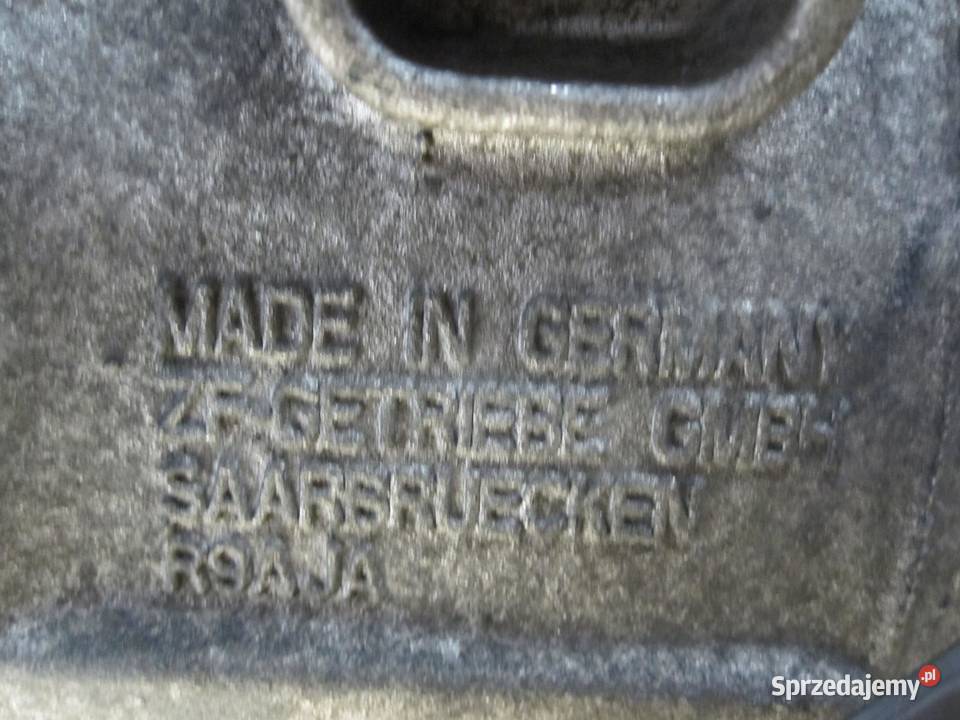 MADE IN GERMANY
ZF-GETRIEBE GMBH
SAARBRUECKEN
R9AJA
Sprzedajemy.pl